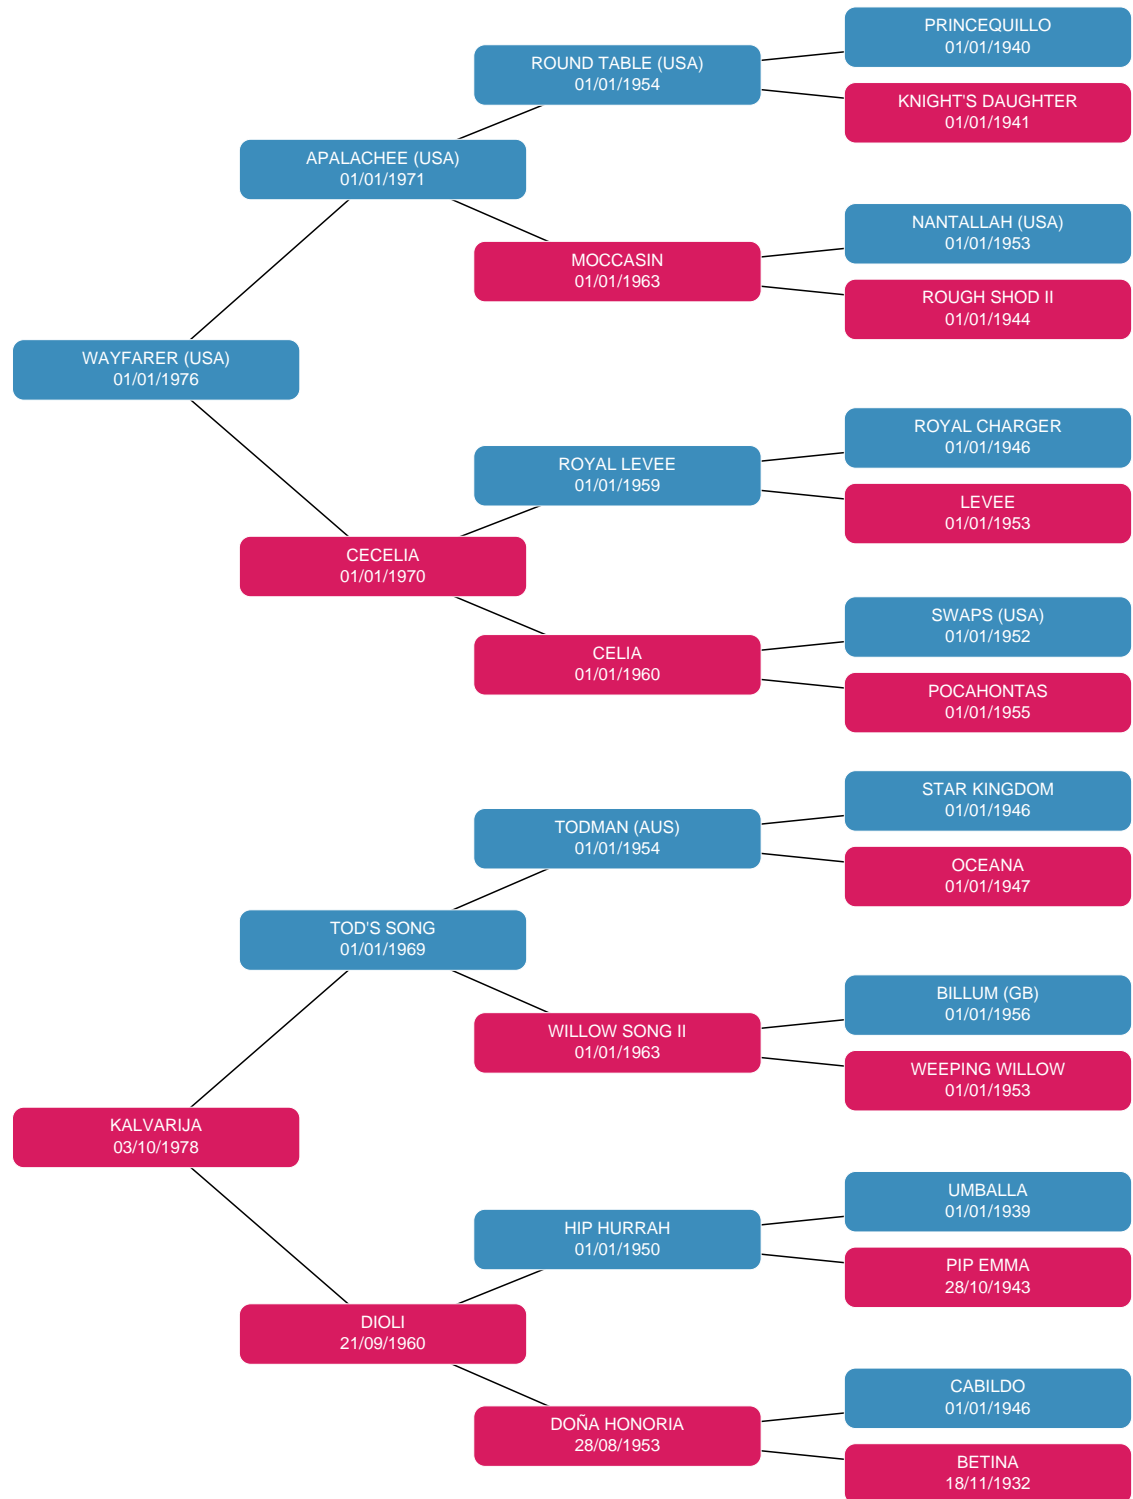 PRINCEQUILLO
01/01/1940
ROUND TABLE (USA)
01/01/1954
KNIGHT'S DAUGHTER
01/01/1941
APALACHEE (USA)
01/01/1971
NANTALLAH (USA)
01/01/1953
MOCCASIN
01/01/1963
ROUGH SHOD II
01/01/1944
WAYFARER (USA)
01/01/1976
ROYAL CHARGER
01/01/1946
ROYAL LEVEE
01/01/1959
LEVEE
01/01/1953
CECELIA
01/01/1970
SWAPS (USA)
01/01/1952
CELIA
01/01/1960
POCAHONTAS
01/01/1955
STAR KINGDOM
01/01/1946
TODMAN (AUS)
01/01/1954
OCEANA
01/01/1947
TOD'S SONG
01/01/1969
BILLUM (GB)
01/01/1956
WILLOW SONG II
01/01/1963
WEEPING WILLOW
01/01/1953
KALVARIJA
03/10/1978
UMBALLA
01/01/1939
HIP HURRAH
01/01/1950
PIP EMMA
28/10/1943
DIOLI
21/09/1960
CABILDO
01/01/1946
DOÑA HONORIA
28/08/1953
BETINA
18/11/1932